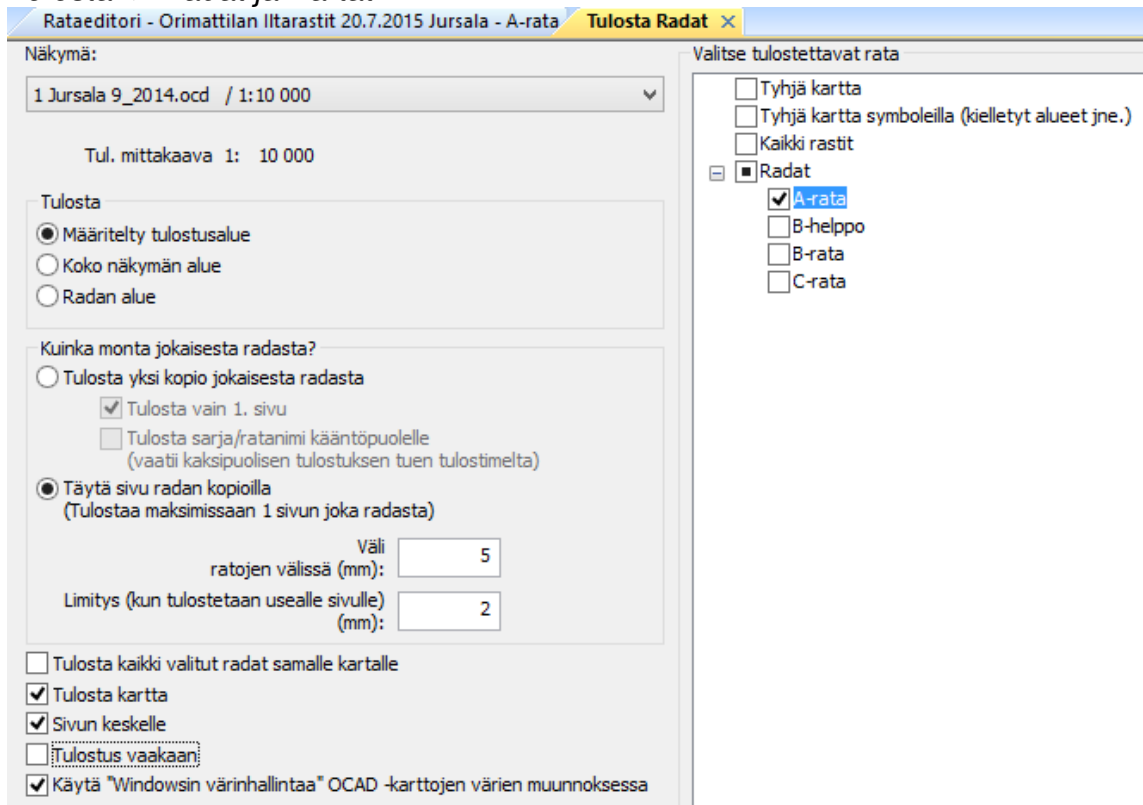 Rataeditori - Orimattilan Iltarastit 20.7.2015 Jursala - A-rata
Tulosta Radat
Näkymä:
1 Jursala 9_2014.ocd / 1:10 000
Tul. mittakaava 1: 10 000
Tulosta
Määritelty tulostusalue
Koko näkymän alue
Radan alue
Kuinka monta jokaisesta radasta?
Tulosta yksi kopio jokaisesta radasta
Tulosta vain 1. sivu
Tulosta sarja/ratanimi kääntöpuolelle
(vaatii kaksipuolisen tulostuksen tuen tulostimelta)
Täytä sivu radan kopioilla
(Tulostaa maksimissaan 1 sivun joka radasta)
Väli
ratojen välissä (mm): 5
Limitys (kun tulostetaan usealle sivulle)
(mm): 2
Tulosta kaikki valitut radat samalle kartalle
Tulosta kartta
Sivun keskelle
Tulostus vaakaan
Käytä "Windowsin värinhallintaa" OCAD -karttojen värien muunnoksessa
Valitse tulostettavat rata
Tyhjä kartta
Tyhjä kartta symboleilla (kielletyt alueet jne.)
Kaikki rastit
Radat
A-rata
B-helppo
B-rata
C-rata